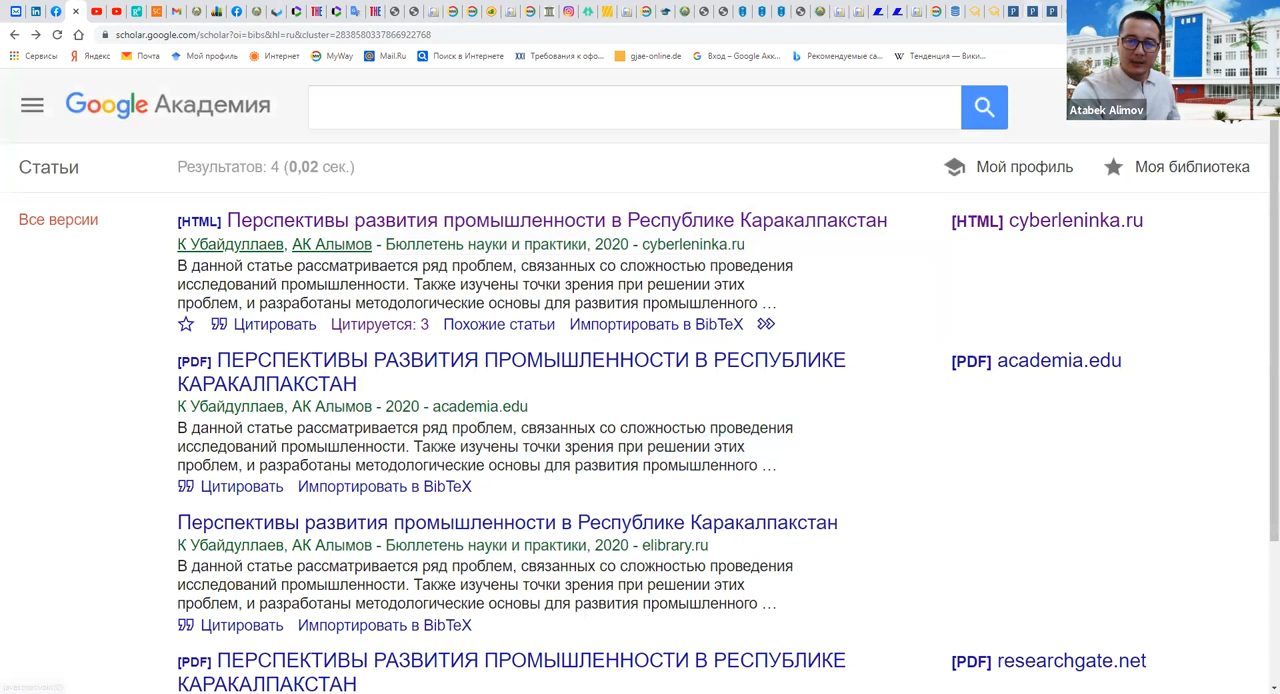 scholar.google.com/scholar?oi=bibs&hl=ru&cluster=2838580337866922768
Сервисы Яндекс Почта Мой профиль Интернет MyWay Mail.Ru Поиск в Интернете Требования к офо... gjae-online.de Вход – Google Акк... Рекомендуемые са... Тенденция — Вики...
Atabek Alimov
Google Академия
Статьи
Результатов: 4 (0,02 сек.)
Мой профиль
Моя библиотека
Все версии
[HTML] Перспективы развития промышленности в Республике Каракалпакстан
[HTML] cyberleninka.ru
К Убайдуллаев, АК Алымов - Бюллетень науки и практики, 2020 - cyberleninka.ru
В данной статье рассматривается ряд проблем, связанных со сложностью проведения
исследований промышленности. Также изучены точки зрения при решении этих
проблем, и разработаны методологические основы для развития промышленного …
Цитировать Цитируется: 3 Похожие статьи Импортировать в BibTeX
[PDF] ПЕРСПЕКТИВЫ РАЗВИТИЯ ПРОМЫШЛЕННОСТИ В РЕСПУБЛИКЕ
КАРАКАЛПАКСТАН
[PDF] academia.edu
К Убайдуллаев, АК Алымов - 2020 - academia.edu
В данной статье рассматривается ряд проблем, связанных со сложностью проведения
исследований промышленности. Также изучены точки зрения при решении этих
проблем, и разработаны методологические основы для развития промышленного …
Цитировать Импортировать в BibTeX
Перспективы развития промышленности в Республике Каракалпакстан
К Убайдуллаев, АК Алымов - Бюллетень науки и практики, 2020 - elibrary.ru
В данной статье рассматривается ряд проблем, связанных со сложностью проведения
исследований промышленности. Также изучены точки зрения при решении этих
проблем, и разработаны методологические основы для развития промышленного …
Цитировать Импортировать в BibTeX
[PDF] ПЕРСПЕКТИВЫ РАЗВИТИЯ ПРОМЫШЛЕННОСТИ В РЕСПУБЛИКЕ
КАРАКАЛПАКСТАН
[PDF] researchgate.net